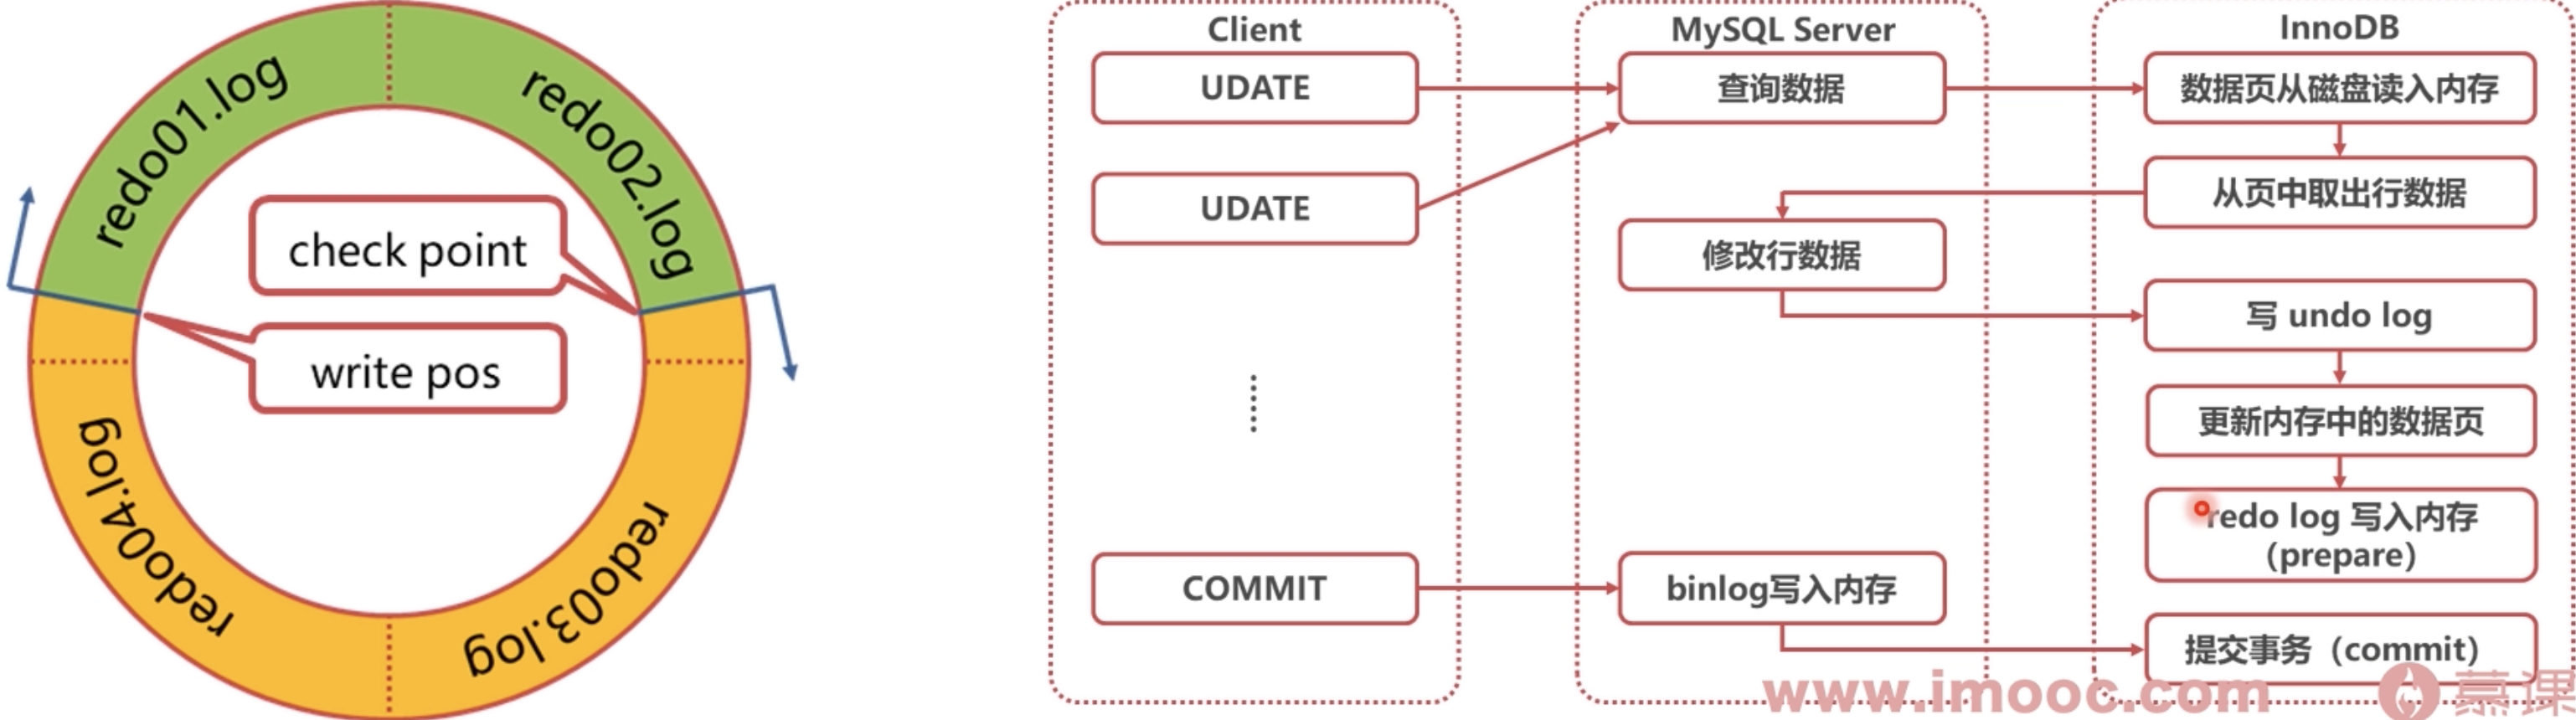 redo01.log
redo02.log
check point
write pos
redo04.log
redo03.log
Client
UDATE
UDATE
COMMIT
MySQL Server
查询数据
修改行数据
binlog写入内存
InnoDB
数据页从磁盘读入内存
从页中取出行数据
写 undo log
更新内存中的数据页
redo log 写入内存
（prepare）
提交事务（commit）
www.imooc.com
慕课